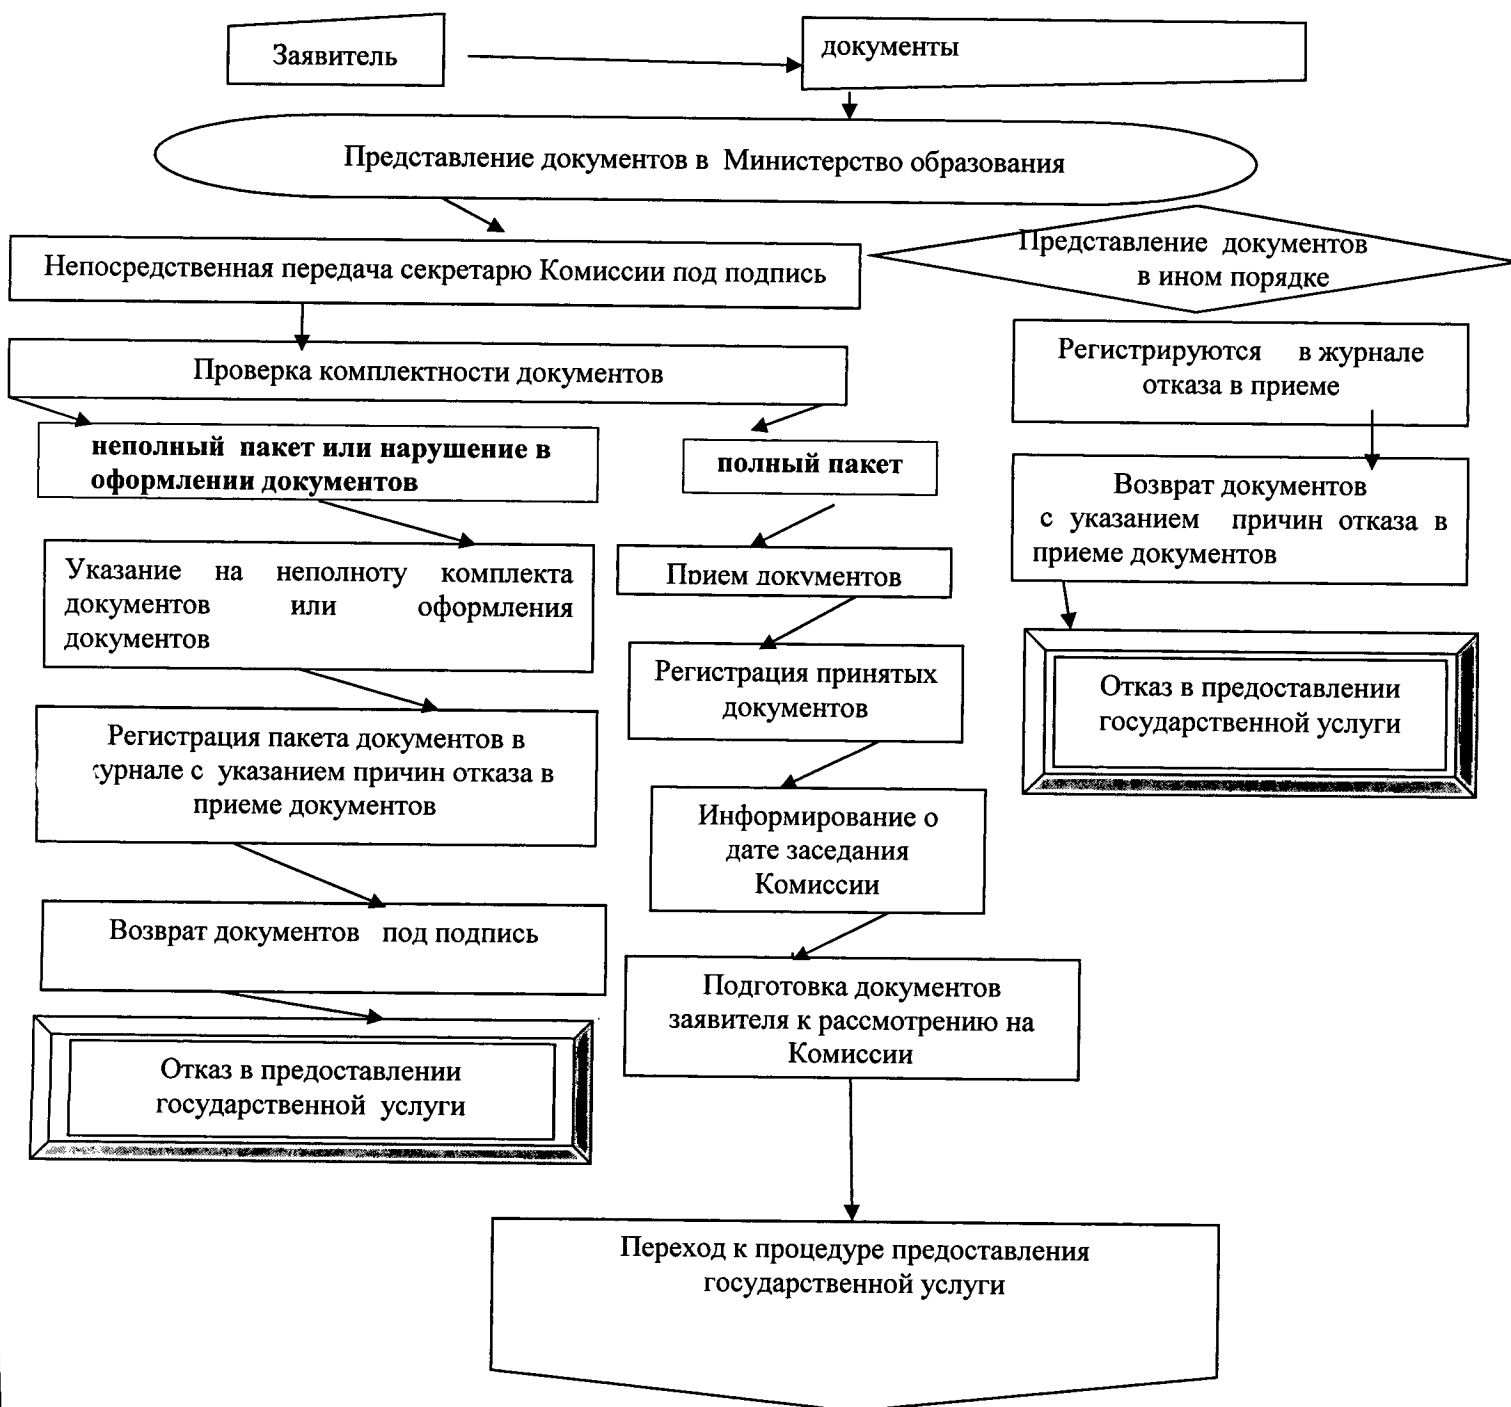 Заявитель
документы
Представление документов в Министерство образования
Непосредственная передача секретарю Комиссии под подпись
Представление документов
в ином порядке
Проверка комплектности документов
Регистрируются в журнале
отказа в приеме
неполный пакет или нарушение в
оформлении документов
полный пакет
Возврат документов
с указанием причин отказа в
приеме документов
Указание на неполноту комплекта
документов или оформления
документов
Прием документов
Регистрация принятых
документов
Отказ в предоставлении
государственной услуги
Регистрация пакета документов в
урнале с указанием причин отказа в
приеме документов
Информирование о
дате заседания
Комиссии
Возврат документов под подпись
Подготовка документов
заявителя к рассмотрению на
Комиссии
Отказ в предоставлении
государственной услуги
Переход к процедуре предоставления
государственной услуги